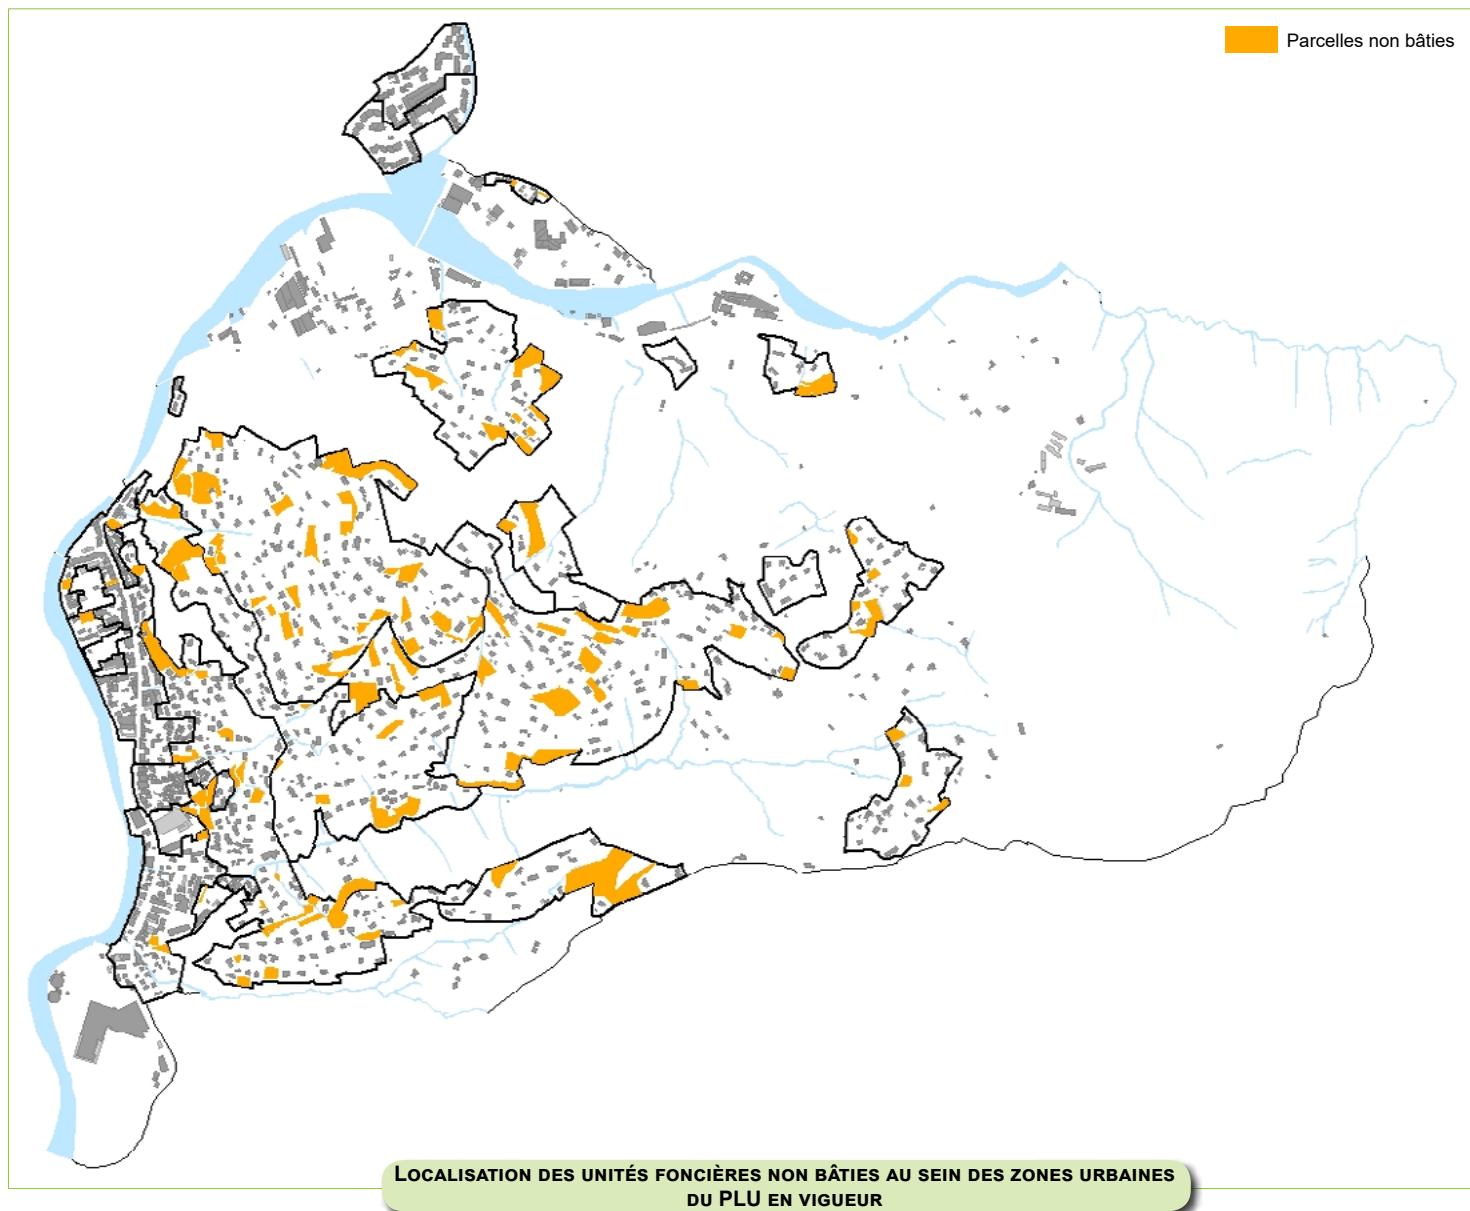 Parcelles non bâties
Localisation des unités foncières non bâties au sein des zones urbaines
du PLU en vigueur